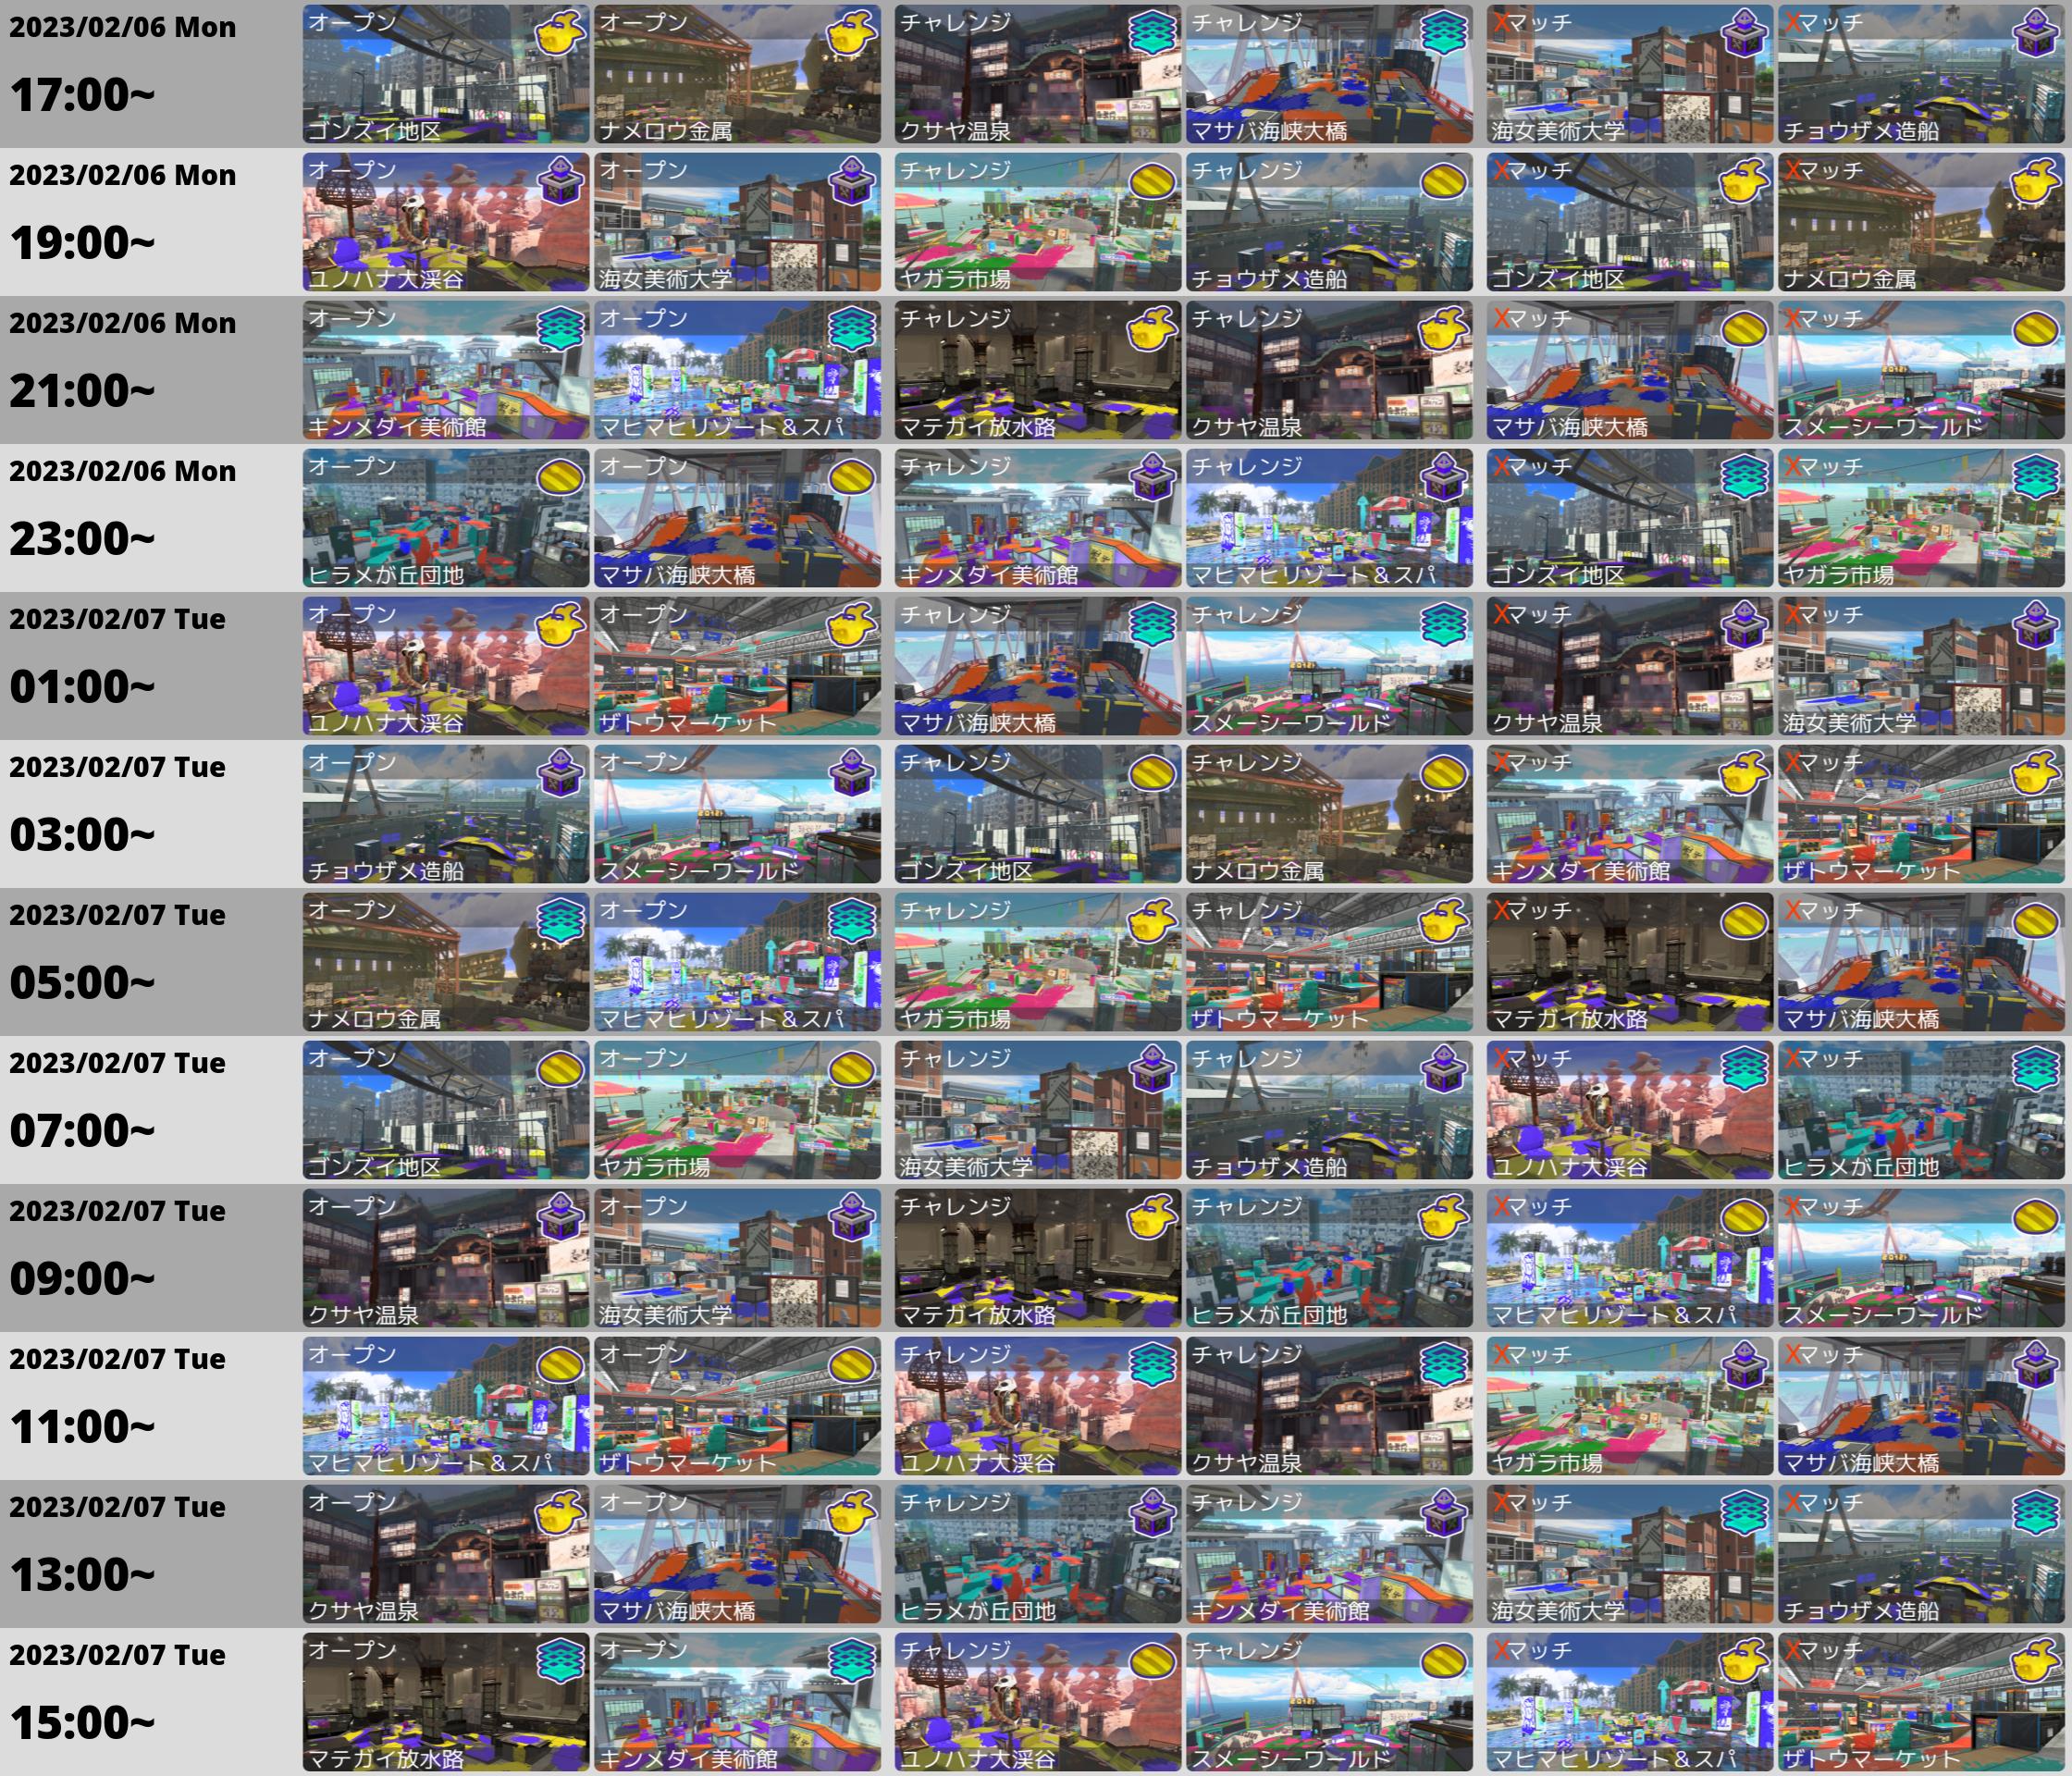 2023/02/06 Mon
17:00~
オープン オープン チャレンジ チャレンジ Xマッチ Xマッチ
ゴンズイ地区 ナメロウ金属 クサヤ温泉 マサバ海峡大橋 海女美術大学 チョウザメ造船
2023/02/06 Mon
19:00~
オープン オープン チャレンジ チャレンジ Xマッチ Xマッチ
ユノハナ大渓谷 海女美術大学 ヤガラ市場 チョウザメ造船 ゴンズイ地区 ナメロウ金属
2023/02/06 Mon
21:00~
オープン オープン チャレンジ チャレンジ Xマッチ Xマッチ
キンメダイ美術館 マヒマヒリゾート＆スパ マテガイ放水路 クサヤ温泉 マサバ海峡大橋 スメーシーワールド
2023/02/06 Mon
23:00~
オープン オープン チャレンジ チャレンジ Xマッチ Xマッチ
ヒラメが丘団地 マサバ海峡大橋 キンメダイ美術館 マヒマヒリゾート＆スパ ゴンズイ地区 ヤガラ市場
2023/02/07 Tue
01:00~
オープン オープン チャレンジ チャレンジ Xマッチ Xマッチ
ユノハナ大渓谷 ザトウマーケット マサバ海峡大橋 スメーシーワールド クサヤ温泉 海女美術大学
2023/02/07 Tue
03:00~
オープン オープン チャレンジ チャレンジ Xマッチ Xマッチ
チョウザメ造船 スメーシーワールド ゴンズイ地区 ナメロウ金属 キンメダイ美術館 ザトウマーケット
2023/02/07 Tue
05:00~
オープン オープン チャレンジ チャレンジ Xマッチ Xマッチ
ナメロウ金属 マヒマヒリゾート＆スパ ヤガラ市場 ザトウマーケット マテガイ放水路 マサバ海峡大橋
2023/02/07 Tue
07:00~
オープン オープン チャレンジ チャレンジ Xマッチ Xマッチ
ゴンズイ地区 ヤガラ市場 海女美術大学 チョウザメ造船 ユノハナ大渓谷 ヒラメが丘団地
2023/02/07 Tue
09:00~
オープン オープン チャレンジ チャレンジ Xマッチ Xマッチ
クサヤ温泉 海女美術大学 マテガイ放水路 ヒラメが丘団地 マヒマヒリゾート＆スパ スメーシーワールド
2023/02/07 Tue
11:00~
オープン オープン チャレンジ チャレンジ Xマッチ Xマッチ
マヒマヒリゾート＆スパ ザトウマーケット ユノハナ大渓谷 クサヤ温泉 ヤガラ市場 マサバ海峡大橋
2023/02/07 Tue
13:00~
オープン オープン チャレンジ チャレンジ Xマッチ Xマッチ
クサヤ温泉 マサバ海峡大橋 ヒラメが丘団地 キンメダイ美術館 海女美術大学 チョウザメ造船
2023/02/07 Tue
15:00~
オープン オープン チャレンジ チャレンジ Xマッチ Xマッチ
マテガイ放水路 キンメダイ美術館 ユノハナ大渓谷 スメーシーワールド マヒマヒリゾート＆スパ ザトウマーケット